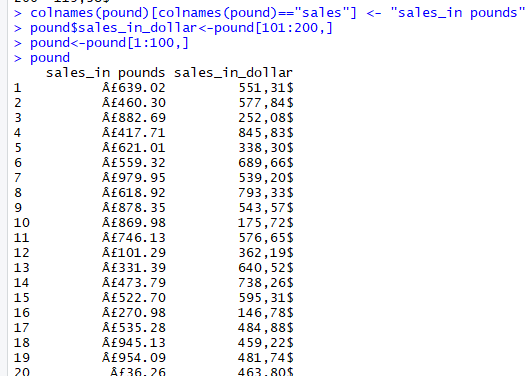 > colnames(pound)[colnames(pound)=="sales"] <- "sales_in pounds"
> pound$sales_in_dollar<-pound[101:200,]
> pound<-pound[1:100,]
> pound
sales_in pounds sales_in_dollar
1 Â£639.02 551,31$
2 Â£460.30 577,84$
3 Â£882.69 252,08$
4 Â£417.71 845,83$
5 Â£621.01 338,30$
6 Â£559.32 689,66$
7 Â£979.95 539,20$
8 Â£618.92 793,33$
9 Â£878.35 543,57$
10 Â£869.98 175,72$
11 Â£746.13 576,65$
12 Â£101.29 362,19$
13 Â£331.39 640,52$
14 Â£473.79 738,26$
15 Â£522.70 595,31$
16 Â£270.98 146,78$
17 Â£535.28 484,88$
18 Â£945.13 459,22$
19 Â£954.09 481,74$
20 Â£36.26 463,80$